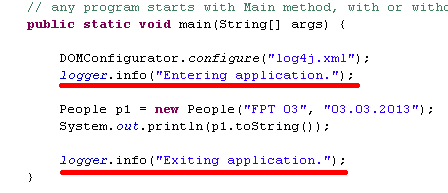 // any program starts with Main method, with or witho
public static void main(String[] args) {
DOMConfigurator.configure("log4j.xml");
logger.info("Entering application.");
People p1 = new People("FPT 03", "03.03.2013");
System.out.println(p1.toString());
logger.info("Exiting application.");
}